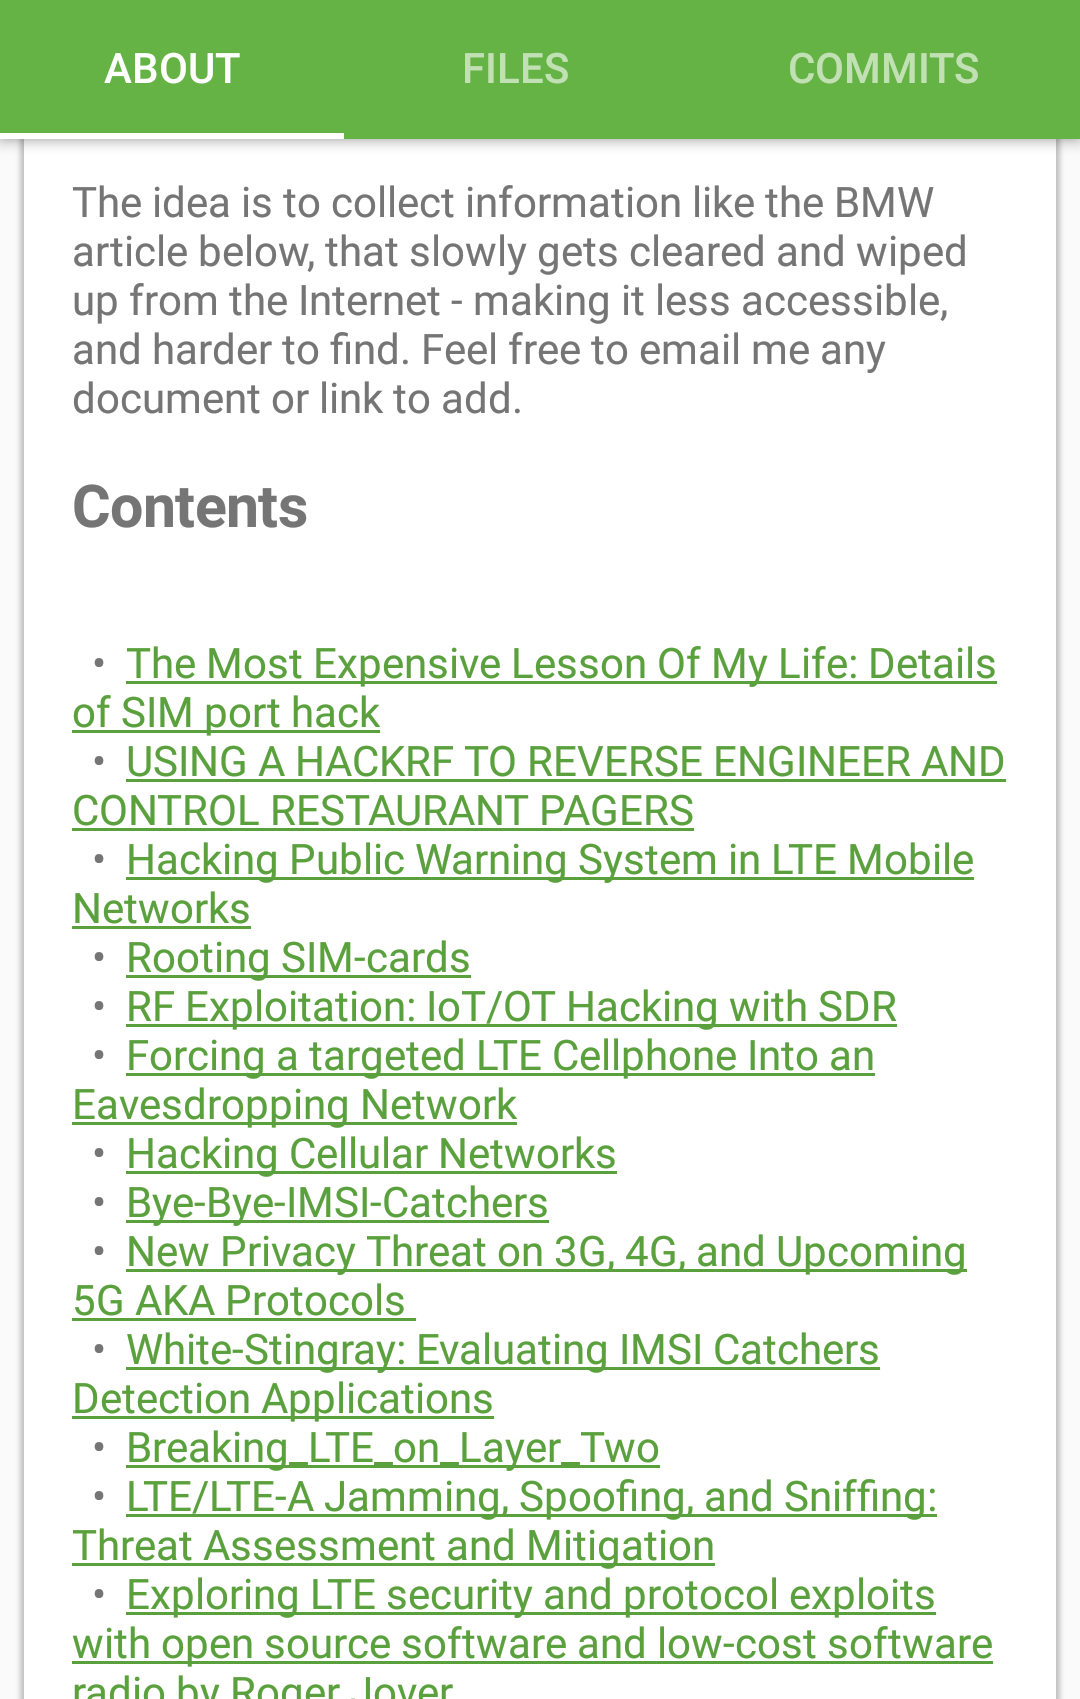 ABOUT FILES COMMITS
The idea is to collect information like the BMW
article below, that slowly gets cleared and wiped
up from the Internet - making it less accessible,
and harder to find. Feel free to email me any
document or link to add.
Contents
• The Most Expensive Lesson Of My Life: Details
of SIM port hack
• USING A HACKRF TO REVERSE ENGINEER AND
CONTROL RESTAURANT PAGERS
• Hacking Public Warning System in LTE Mobile
Networks
• Rooting SIM-cards
• RF Exploitation: IoT/OT Hacking with SDR
• Forcing a targeted LTE Cellphone Into an
Eavesdropping Network
• Hacking Cellular Networks
• Bye-Bye-IMSI-Catchers
• New Privacy Threat on 3G, 4G, and Upcoming
5G AKA Protocols
• White-Stingray: Evaluating IMSI Catchers
Detection Applications
• Breaking_LTE_on_Layer_Two
• LTE/LTE-A Jamming, Spoofing, and Sniffing:
Threat Assessment and Mitigation
• Exploring LTE security and protocol exploits
with open source software and low-cost software
radio by Roger Jover